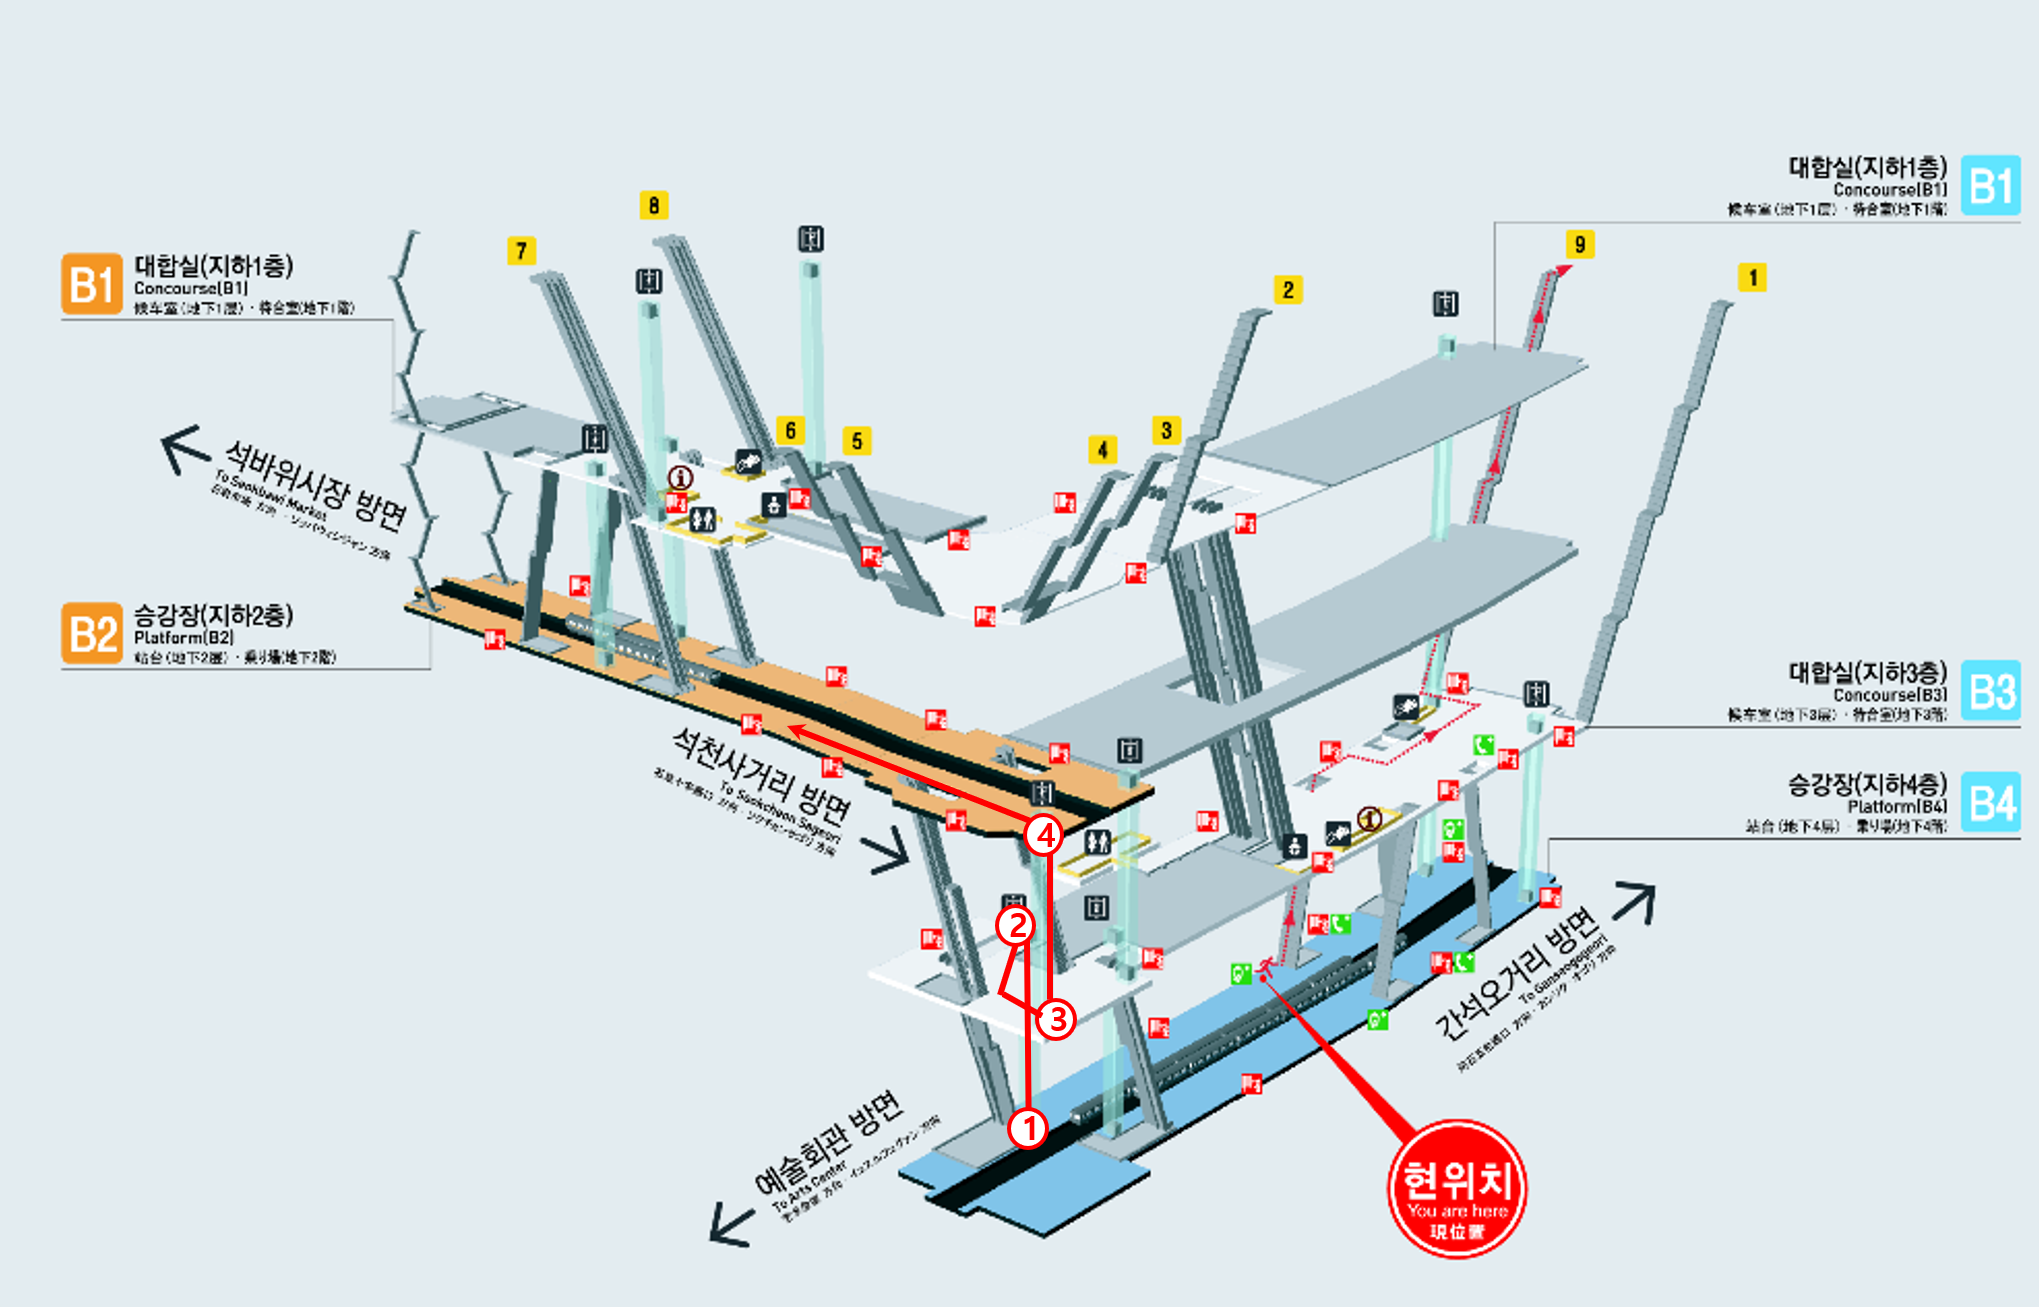 8
7
2
9
1
B1
대합실(지하1층)
Concourse(B1)
候车室(地下1层)・待合室(地下1階)
B1
대합실(지하1층)
Concourse(B1)
候车室(地下1层)・待合室(地下1階)
6
5
4
3
석바위시장 방면
To Seokbawi Market
B2
승강장(지하2층)
Platform(B2)
站台(地下2层)・乗り場(地下2階)
석천사거리 방면
To Seokcheon Sageori
대합실(지하3층)
Concourse(B3)
候车室(地下3层)・待合室(地下3階)
B3
승강장(지하4층)
Platform(B4)
站台(地下4层)・乗り場(地下4階)
B4
4
2
3
1
간석오거리 방면
To Ganseogogeori
예술회관 방면
To Arts Center
현위치
You are here
現位置